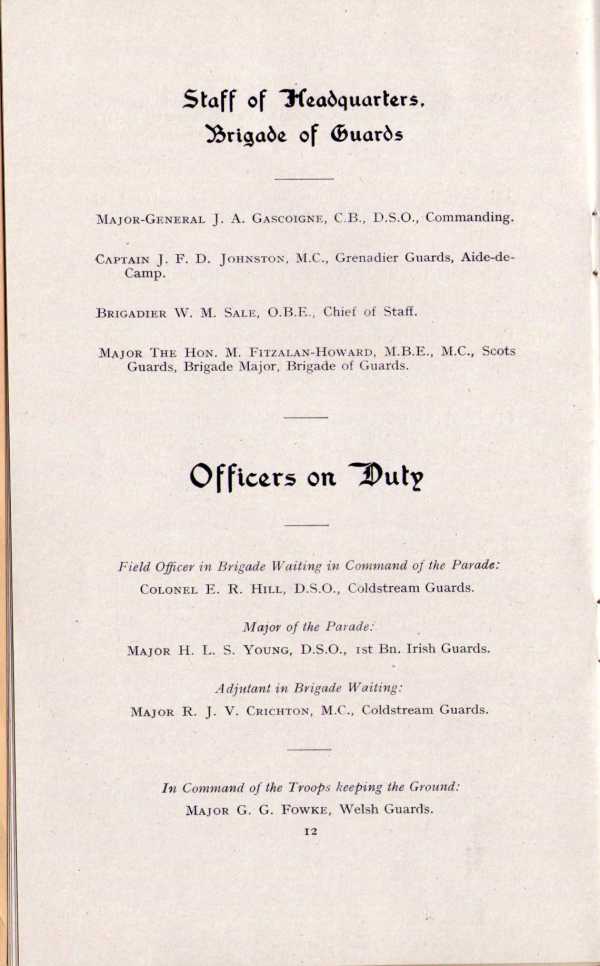 Staff of Headquarters,
Brigade of Guards
Major-General J. A. Gascoigne, C.B., D.S.O., Commanding.
Captain J. F. D. Johnston, M.C., Grenadier Guards, Aide-de-
Camp.
Brigadier W. M. Sale, O.B.E., Chief of Staff.
Major The Hon. M. Fitzalan-Howard, M.B.E., M.C., Scots
Guards, Brigade Major, Brigade of Guards.
Officers on Duty
Field Officer in Brigade Waiting in Command of the Parade:
Colonel E. R. Hill, D.S.O., Coldstream Guards.
Major of the Parade:
Major H. L. S. Young, D.S.O., 1st Bn. Irish Guards.
Adjutant in Brigade Waiting:
Major R. J. V. Crichton, M.C., Coldstream Guards.
In Command of the Troops keeping the Ground:
Major G. G. Fowke, Welsh Guards.
12